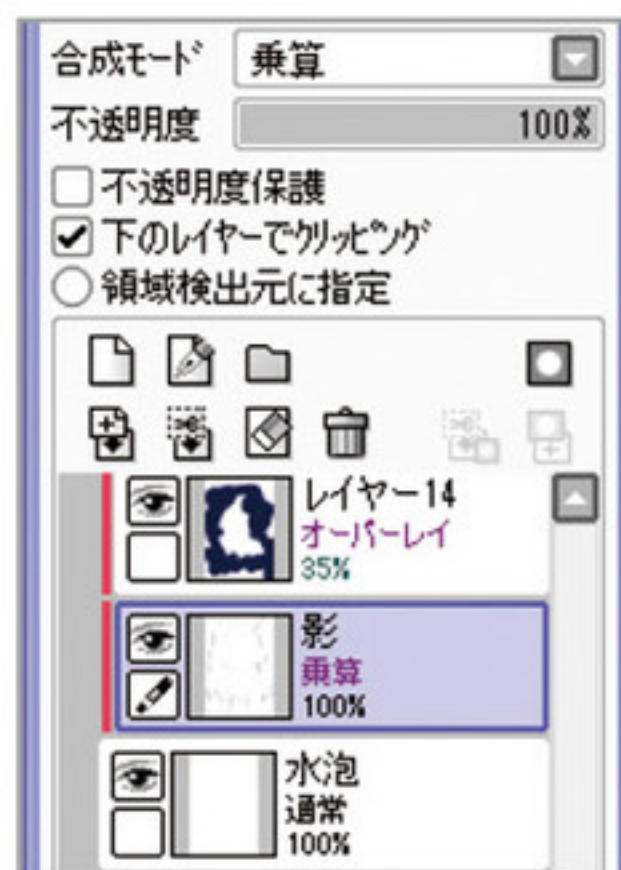 合成モード 乗算
不透明度 100%
不透明度保護
下のレイヤーでクリッピング
領域検出元に指定
レイヤー14
オーバーレイ
35%
影
乗算
100%
水泡
通常
100%